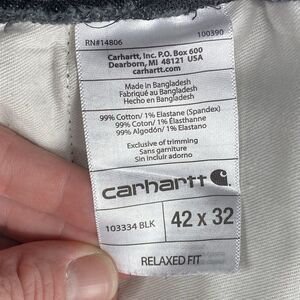 RN#14806 100390
Carhartt, Inc. P.O. Box 600
Dearborn, MI 48121 USA
carhartt.com
Made in Bangladesh
Fabriqué au Bangladesh
Hecho en Bangladesh
99% Cotton/ 1% Elastane (Spandex)
99% Coton/ 1% Élasthanne
99% Algodón/ 1% Elastano
Exclusive of trimming
Sans garniture
Sin incluir adorno
carhartt
103334 BLK 42 x 32
RELAXED FIT